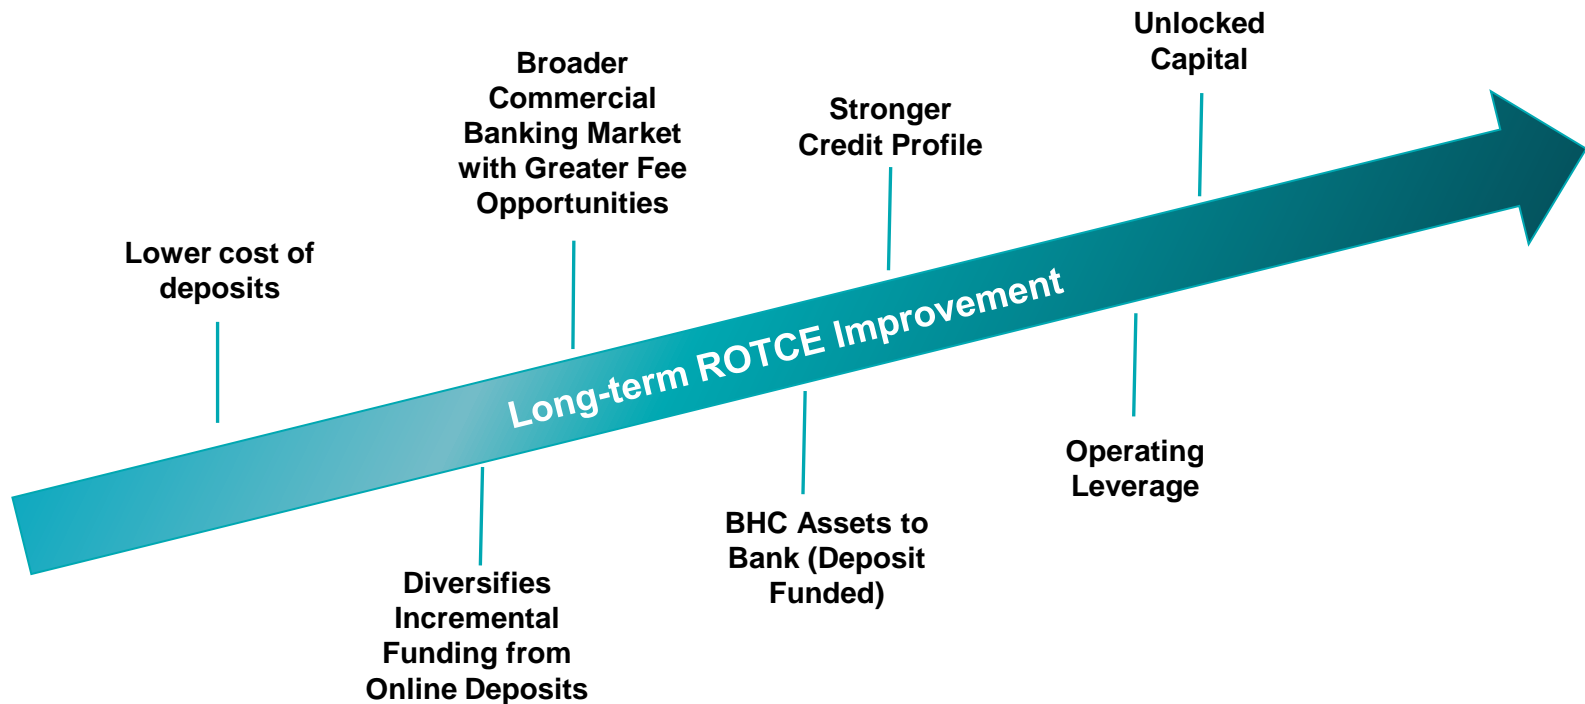 Unlocked
Capital
Broader
Commercial
Banking Market
with Greater Fee
Opportunities
Stronger
Credit Profile
Lower cost of
deposits
Long-term ROTCE Improvement
Operating
Leverage
BHC Assets to
Bank (Deposit
Funded)
Diversifies
Incremental
Funding from
Online Deposits